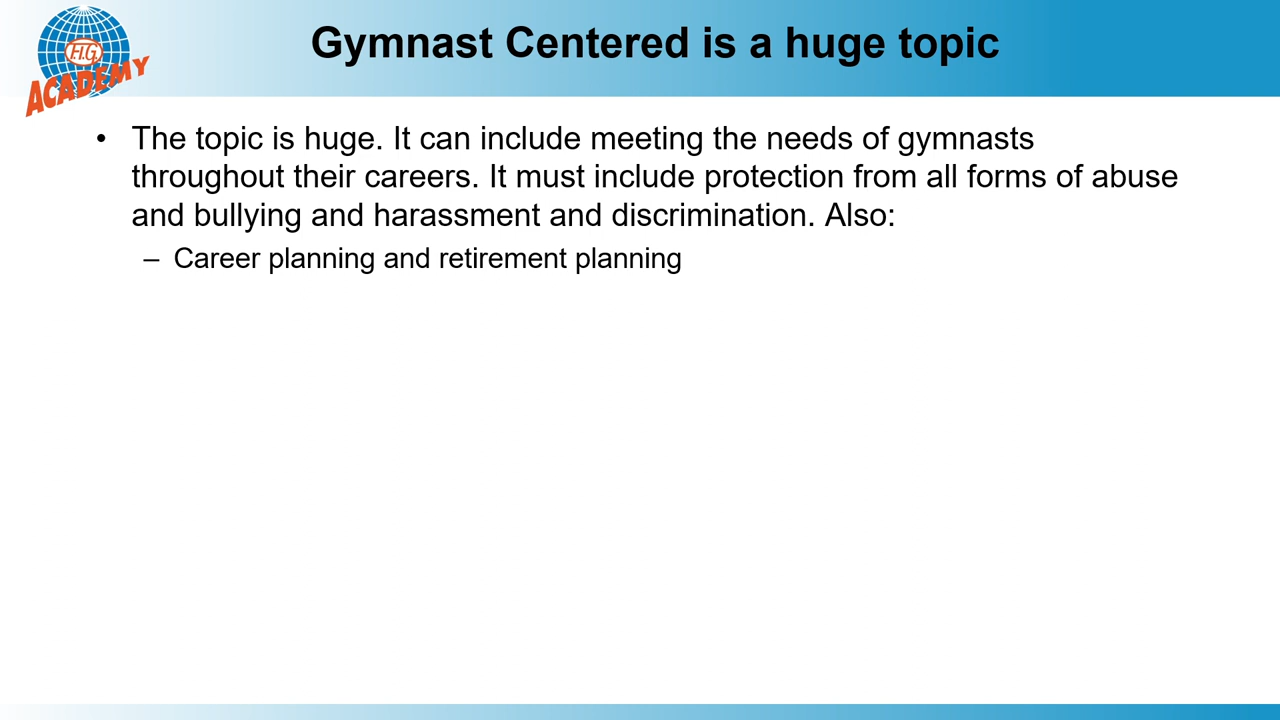 Gymnast Centered is a huge topic
F.I.G.
ACADEMY
• The topic is huge. It can include meeting the needs of gymnasts
throughout their careers. It must include protection from all forms of abuse
and bullying and harassment and discrimination. Also:
– Career planning and retirement planning